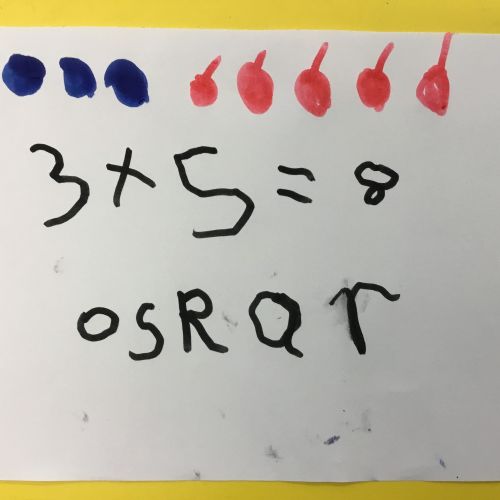 3 + 5 = 8
osRar